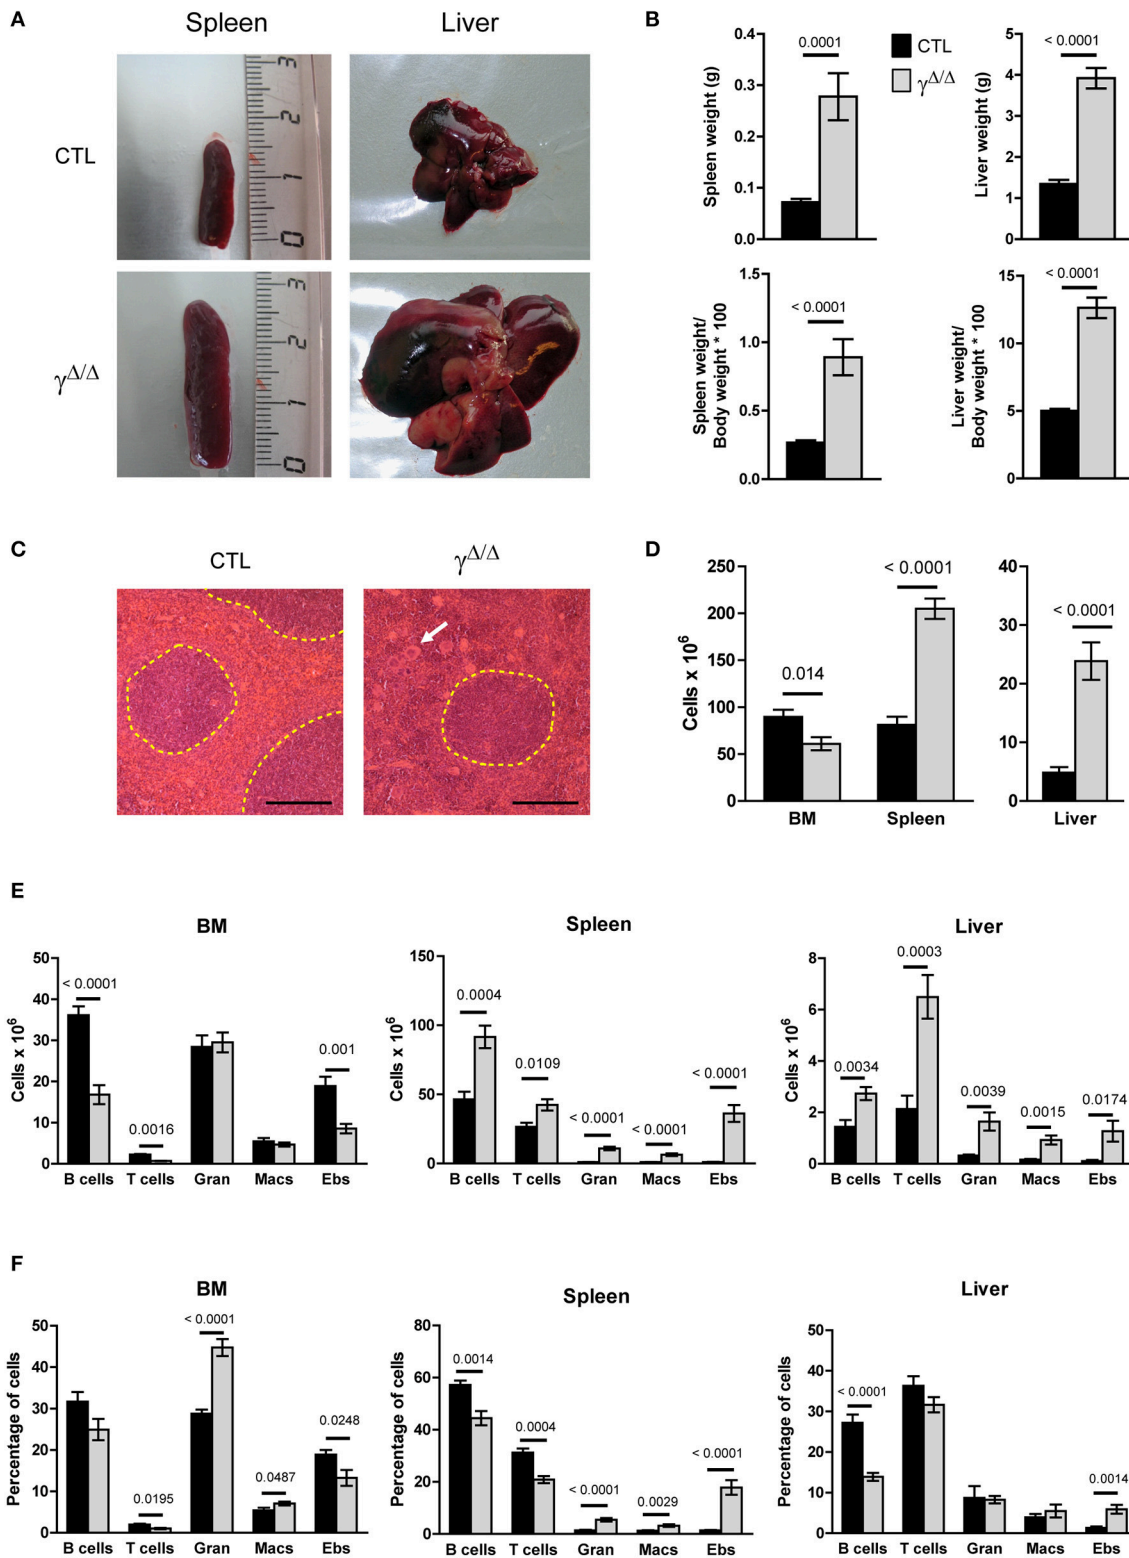 A
Spleen
Liver
CTL
3
2
1
0
γΔ/Δ
3
2
1
0
B
CTL
γΔ/Δ
0.0001
Spleen weight (g)
0.4
0.3
0.2
0.1
0.0
< 0.0001
Liver weight (g)
5
4
3
2
1
0
< 0.0001
Spleen weight/
Body weight * 100
1.5
1.0
0.5
0.0
< 0.0001
Liver weight/
Body weight * 100
15
10
5
0
C
CTL
γΔ/Δ
D
Cells x 10⁶
250
200
150
100
50
0
0.014
< 0.0001
BM
Spleen
40
30
20
10
0
< 0.0001
Liver
E
BM
Cells x 10⁶
50
40
30
20
10
0
< 0.0001
0.0016
0.001
B cells
T cells
Gran
Macs
Ebs
Spleen
Cells x 10⁶
150
100
50
0
0.0004
0.0109
< 0.0001
< 0.0001
< 0.0001
B cells
T cells
Gran
Macs
Ebs
Liver
Cells x 10⁶
8
6
4
2
0
0.0034
0.0003
0.0039
0.0015
0.0174
B cells
T cells
Gran
Macs
Ebs
F
BM
Percentage of cells
50
40
30
20
10
0
0.0195
< 0.0001
0.0487
0.0248
B cells
T cells
Gran
Macs
Ebs
Spleen
Percentage of cells
80
60
40
20
0
0.0014
0.0004
0.0001
0.0029
< 0.0001
B cells
T cells
Gran
Macs
Ebs
Liver
Percentage of cells
50
40
30
20
10
0
< 0.0001
0.0014
B cells
T cells
Gran
Macs
Ebs